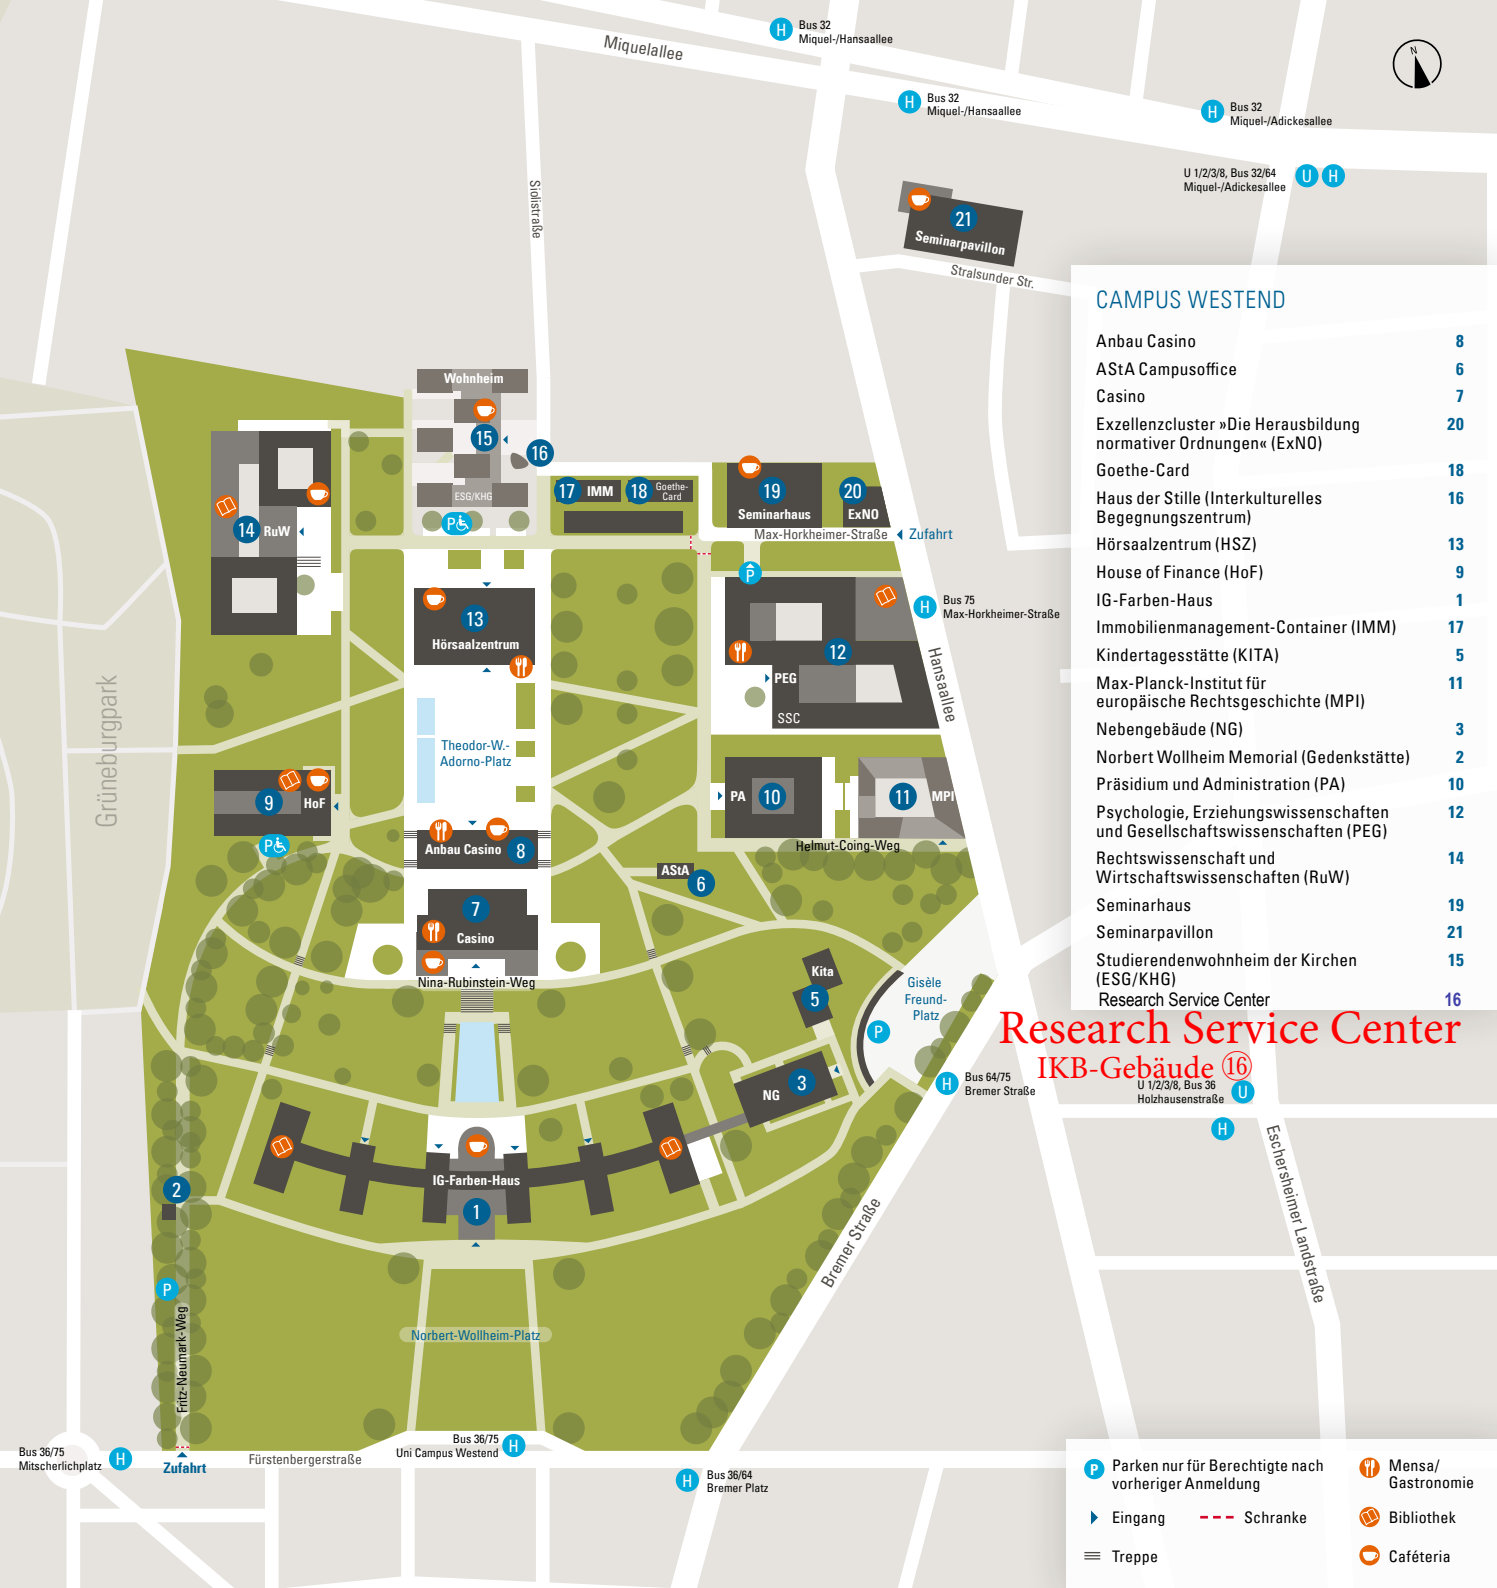 H Bus 32
Miquel-/Hansaallee
Miquelallee
N
H Bus 32
Miquel-/Hansaallee
H Bus 32
Miquel-/Adickesallee
U 1/2/3/8, Bus 32/64 U H
Miquel-/Adickesallee
Siolistraße
21
Seminarpavillon
Stralsunder Str.
CAMPUS WESTEND
Anbau Casino 8
AStA Campusoffice 6
Casino 7
Exzellenzcluster »Die Herausbildung 20
normativer Ordnungen« (ExNO)
Goethe-Card 18
Haus der Stille (Interkulturelles 16
Begegnungszentrum)
Hörsaalzentrum (HSZ) 13
House of Finance (HoF) 9
IG-Farben-Haus 1
Immobilienmanagement-Container (IMM) 17
Kindertagesstätte (KITA) 5
Max-Planck-Institut für 11
europäische Rechtsgeschichte (MPI)
Nebengebäude (NG) 3
Norbert Wollheim Memorial (Gedenkstätte) 2
Präsidium und Administration (PA) 10
Psychologie, Erziehungswissenschaften 12
und Gesellschaftswissenschaften (PEG)
Rechtswissenschaft und 14
Wirtschaftswissenschaften (RuW)
Seminarhaus 19
Seminarpavillon 21
Studierendenwohnheim der Kirchen 15
(ESG/KHG)
Research Service Center 16
Research Service Center
IKB-Gebäude ⑯
Wohnheim
15
16
ESG/KHG
P
17 IMM 18 Goethe-
Card
19
Seminarhaus
20
ExNO
Max-Horkheimer-Straße Zufahrt
14 RuW
P
13
Hörsaalzentrum
H Bus 75
Max-Horkheimer-Straße
12
PEG
SSC
Hansaallee
Grüneburgpark
Theodor-W.-
Adorno-Platz
9 HoF
P
PA 10
11 MPI
Helmut-Coing-Weg
Anbau Casino 8
AStA
6
7
Casino
Nina-Rubinstein-Weg
Kita
5
Gisèle
Freund-
Platz
P
NG 3
H Bus 64/75
Bremer Straße
U 1/2/3/8, Bus 36 U
Holzhausenstraße
H
Eschersheimer Landstraße
IG-Farben-Haus
1
2
P
Fritz-Neumark-Weg
Bremer Straße
Norbert-Wollheim-Platz
Bus 36/75
Mitscherlichplatz H
Zufahrt
Fürstenbergerstraße
Bus 36/75
Uni Campus Westend H
H Bus 36/64
Bremer Platz
P Parken nur für Berechtigte nach
vorheriger Anmeldung
Eingang
Schranke
Treppe
Mensa/
Gastronomie
Bibliothek
Caféteria